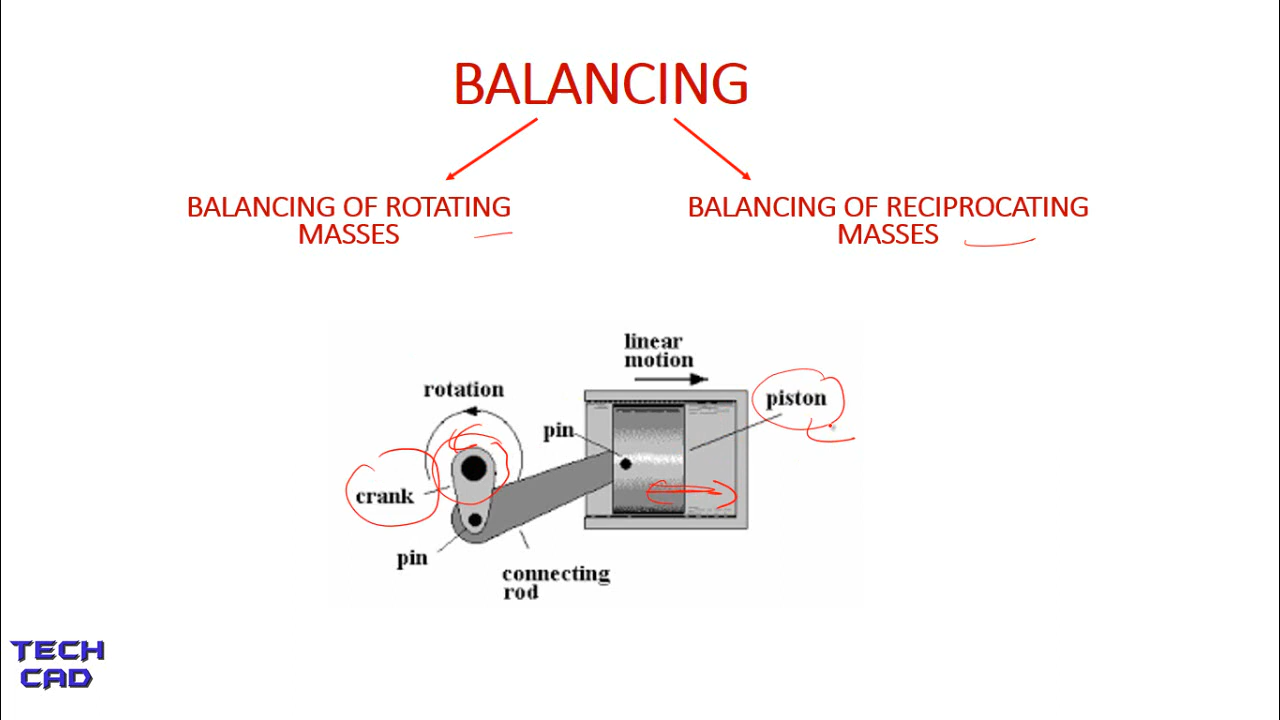 BALANCING
BALANCING OF ROTATING
MASSES
BALANCING OF RECIPROCATING
MASSES
linear
motion
rotation
piston
pin
crank
pin
connecting
rod
TECH
CAD